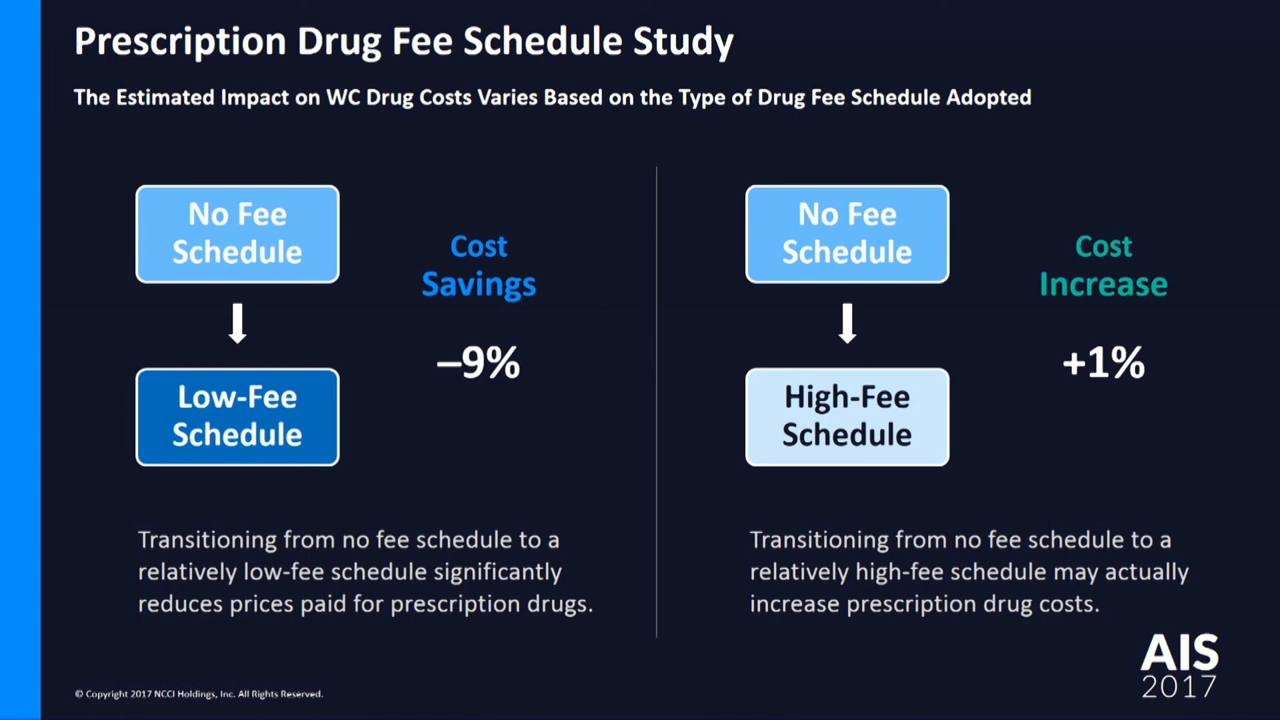 Prescription Drug Fee Schedule Study
The Estimated Impact on WC Drug Costs Varies Based on the Type of Drug Fee Schedule Adopted
No Fee
Schedule
Cost
Savings
–9%
Low-Fee
Schedule
Transitioning from no fee schedule to a
relatively low-fee schedule significantly
reduces prices paid for prescription drugs.
No Fee
Schedule
Cost
Increase
+1%
High-Fee
Schedule
Transitioning from no fee schedule to a
relatively high-fee schedule may actually
increase prescription drug costs.
AIS
2017
© Copyright 2017 NCCI Holdings, Inc. All Rights Reserved.